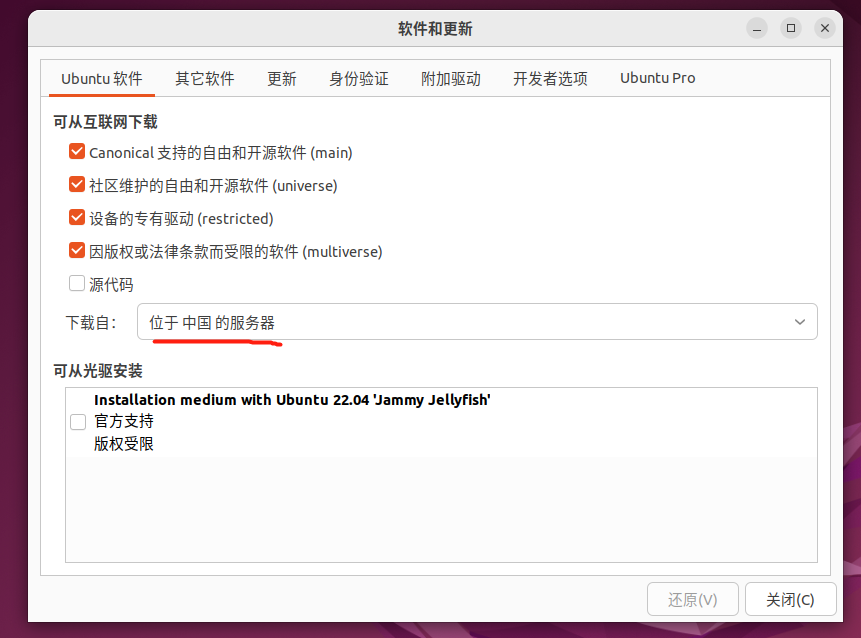 软件和更新
Ubuntu 软件 其它软件 更新 身份验证 附加驱动 开发者选项 Ubuntu Pro
可从互联网下载
Canonical 支持的自由和开源软件 (main)
社区维护的自由和开源软件 (universe)
设备的专有驱动 (restricted)
因版权或法律条款而受限的软件 (multiverse)
源代码
下载自： 位于 中国 的服务器
可从光驱安装
Installation medium with Ubuntu 22.04 'Jammy Jellyfish'
官方支持
版权受限
还原(V) 关闭(C)